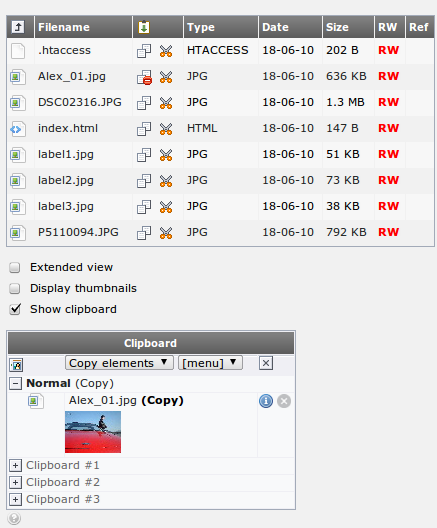 Filename Type Date Size RW Ref
.htaccess HTACCESS 18-06-10 202 B RW
Alex_01.jpg JPG 18-06-10 636 KB RW
DSC02316.JPG JPG 18-06-10 1.3 MB RW
index.html HTML 18-06-10 147 B RW
label1.jpg JPG 18-06-10 51 KB RW
label2.jpg JPG 18-06-10 73 KB RW
label3.jpg JPG 18-06-10 38 KB RW
P5110094.JPG JPG 18-06-10 792 KB RW
Extended view
Display thumbnails
Show clipboard
Clipboard
Copy elements [menu]
Normal (Copy)
Alex_01.jpg (Copy)
Clipboard #1
Clipboard #2
Clipboard #3